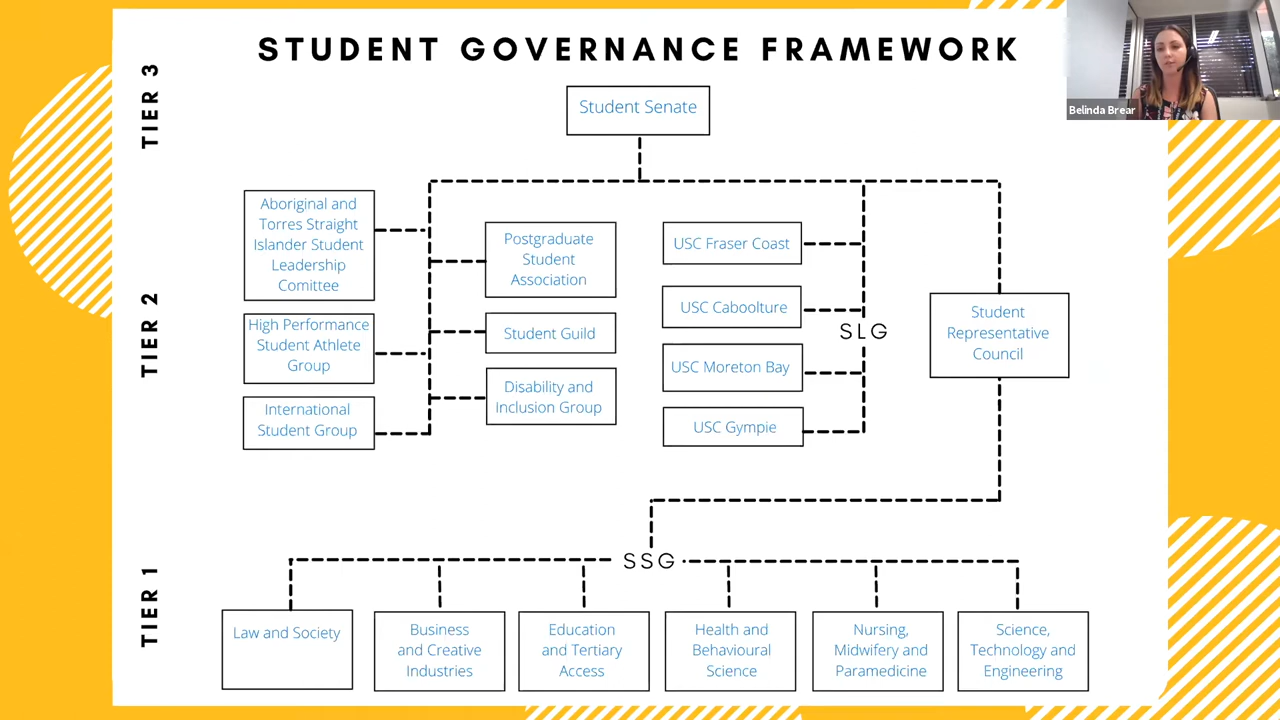 STUDENT GOVERNANCE FRAMEWORK
Belinda Brear
TIER 3
Student Senate
TIER 2
Aboriginal and
Torres Straight
Islander Student
Leadership
Comittee
High Performance
Student Athlete
Group
International
Student Group
Postgraduate
Student
Association
Student Guild
Disability and
Inclusion Group
USC Fraser Coast
USC Caboolture
SLG
USC Moreton Bay
USC Gympie
Student
Representative
Council
TIER 1
SSG
Law and Society
Business
and Creative
Industries
Education
and Tertiary
Access
Health and
Behavioural
Science
Nursing,
Midwifery and
Paramedicine
Science,
Technology and
Engineering